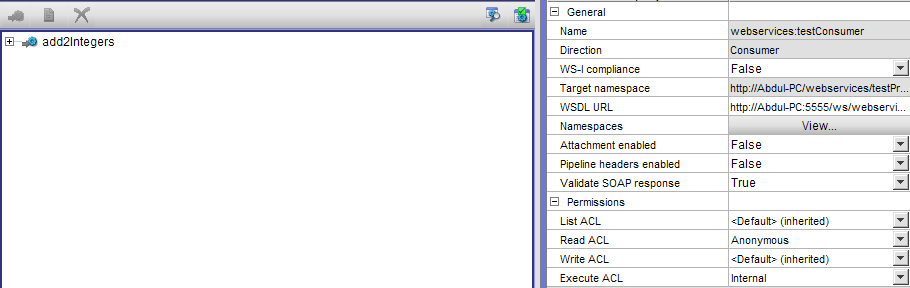 add2Integers
General
Name webservices:testConsumer
Direction Consumer
WS-I compliance False
Target namespace http://Abdul-PC/webservices/testPr...
WSDL URL http://Abdul-PC:5555/ws/webservi...
Namespaces View...
Attachment enabled False
Pipeline headers enabled False
Validate SOAP response True
Permissions
List ACL <Default> (inherited)
Read ACL Anonymous
Write ACL <Default> (inherited)
Execute ACL Internal